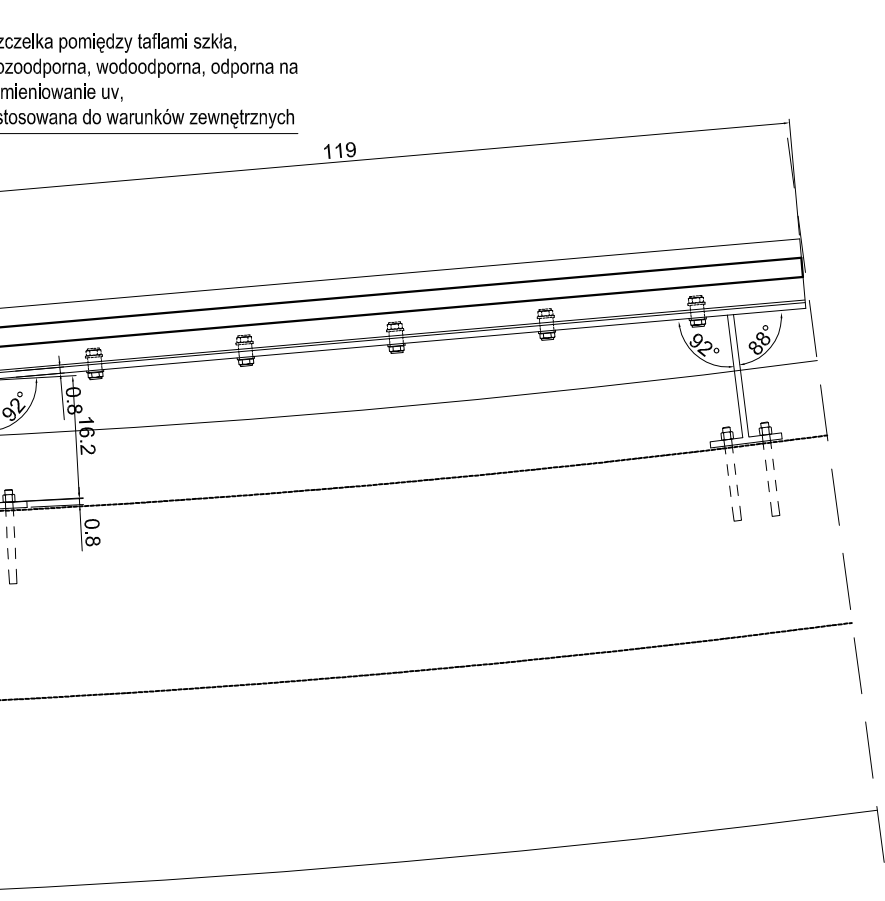 zczelka pomiędzy taflami szkła,
ozoodporna, wodoodporna, odporna na
mieniowanie uv,
stosowana do warunków zewnętrznych
119
92°
88°
92°
0.8
16.2
0.8